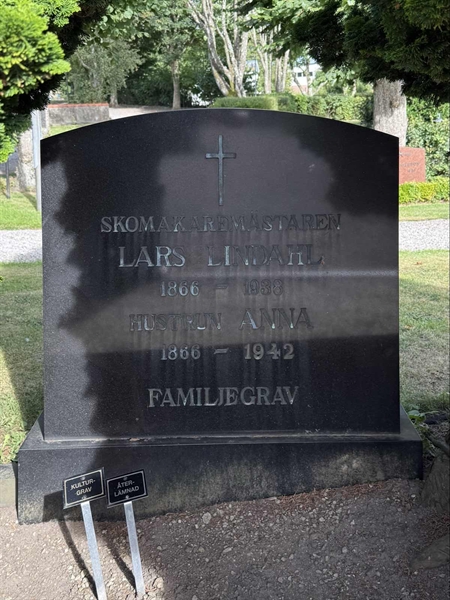 SKOMAKAREMÄSTAREN
LARS LINDAHL
1866 –
HUSTRUN ANNA
1866 – 1942
FAMILJEGRAV
KULTUR-
GRAV
ÅTER-
LÄMNAD